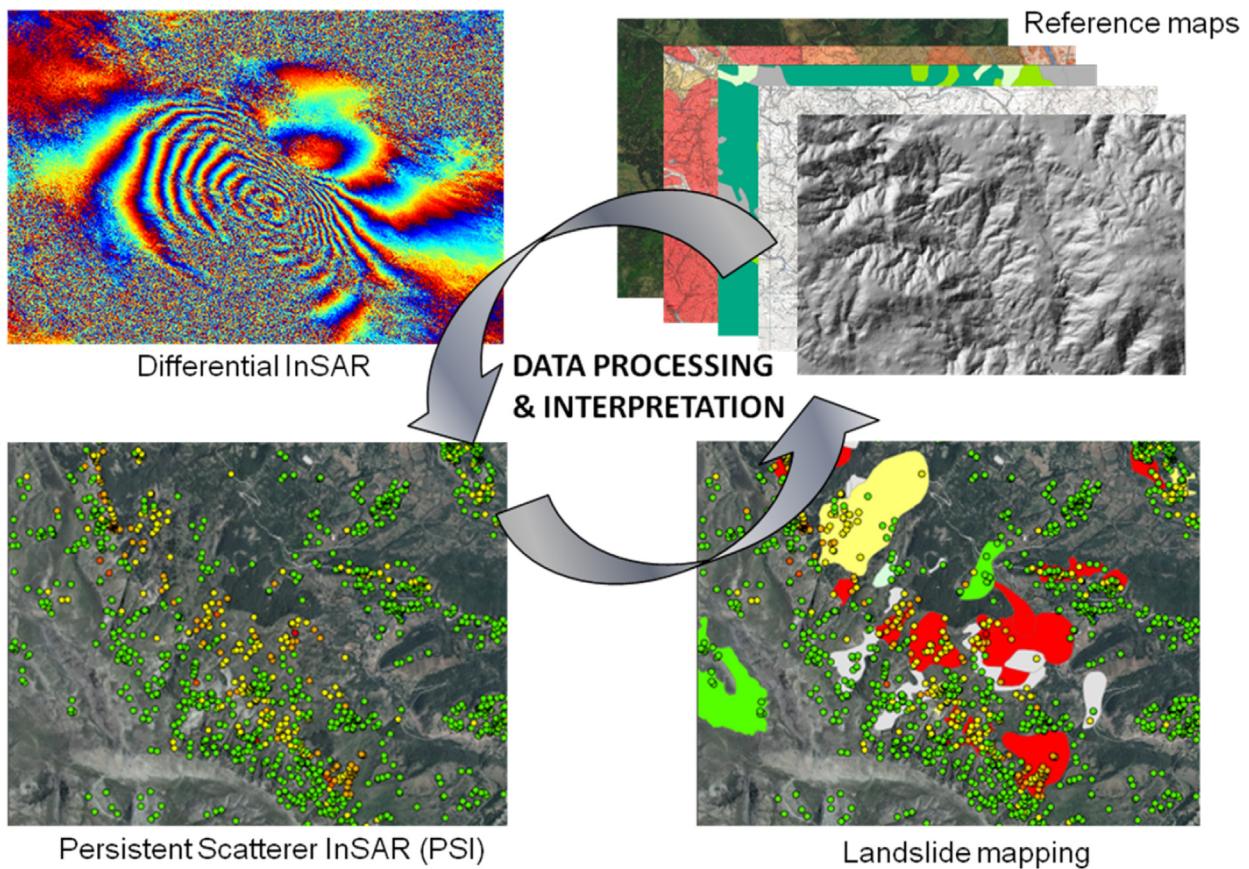 Reference maps
Differential InSAR
DATA PROCESSING
& INTERPRETATION
Persistent Scatterer InSAR (PSI)
Landslide mapping